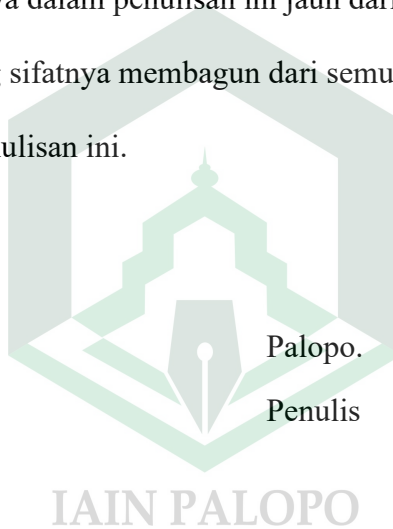 dalam penulisan ini jauh dari
sifatnya membagun dari semu
ulisan ini.
Palopo.
Penulis
IAIN PALOPO